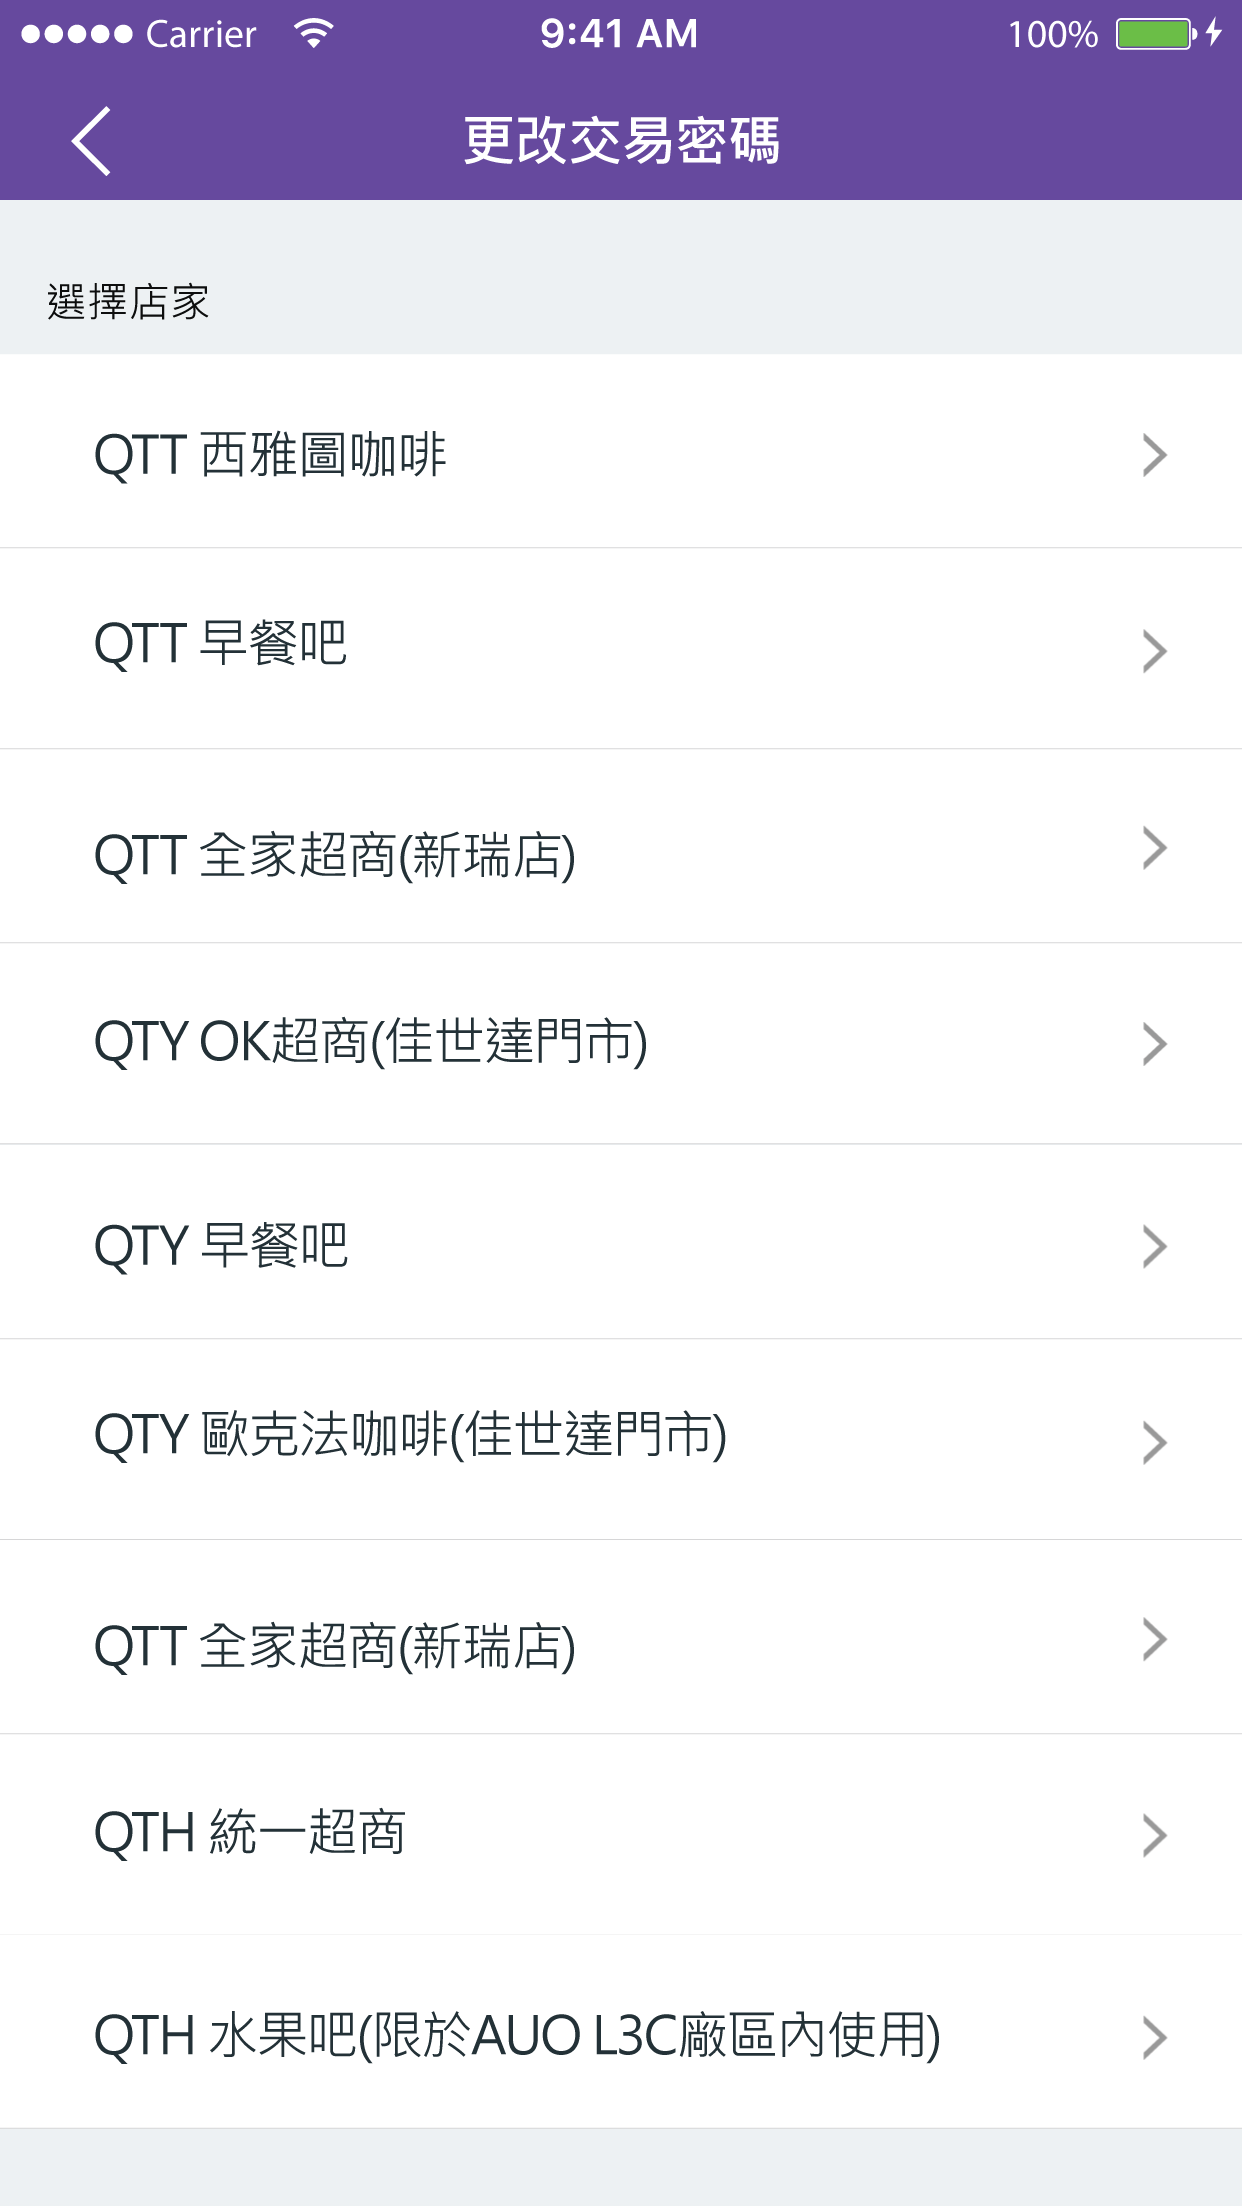 Carrier 9:41 AM 100%
更改交易密碼
選擇店家
QTT 西雅圖咖啡
QTT 早餐吧
QTT 全家超商(新瑞店)
QTY OK超商(佳世達門市)
QTY 早餐吧
QTY 歐克法咖啡(佳世達門市)
QTT 全家超商(新瑞店)
QTH 統一超商
QTH 水果吧(限於AUO L3C廠區內使用)